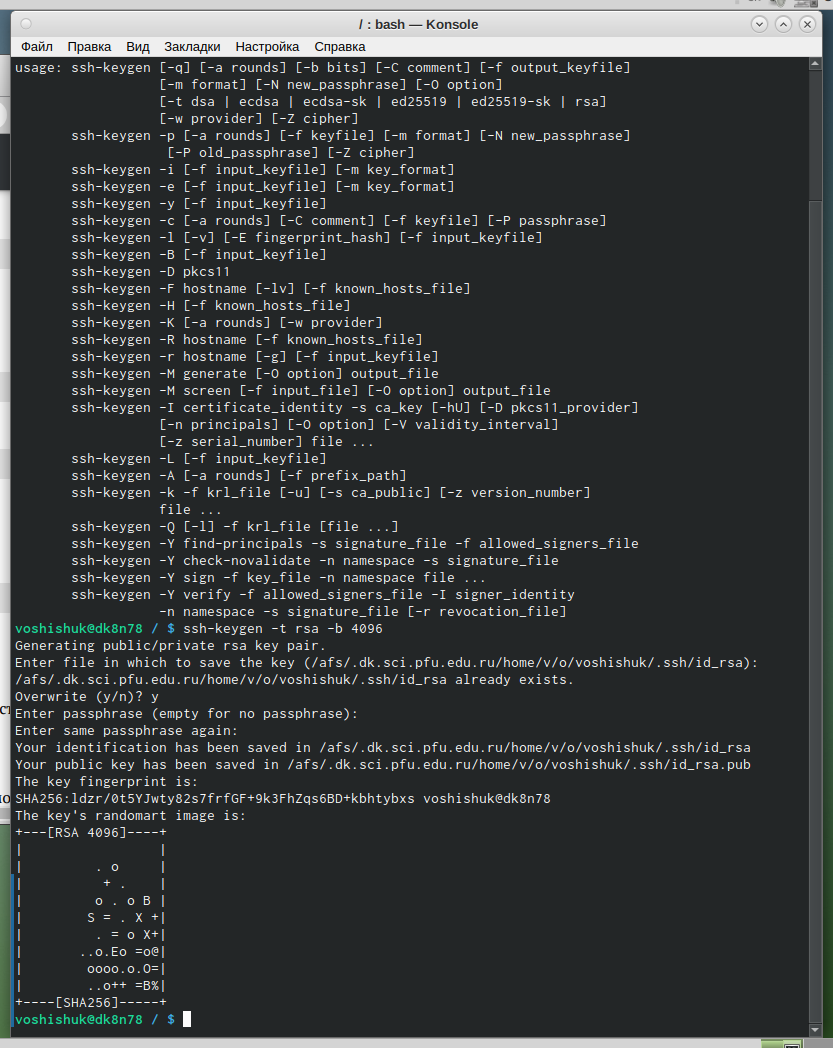 / : bash — Konsole
Файл Правка Вид Закладки Настройка Справка
usage: ssh-keygen [-q] [-a rounds] [-b bits] [-C comment] [-f output_keyfile]
                  [-m format] [-N new_passphrase] [-O option]
                  [-t dsa | ecdsa | ecdsa-sk | ed25519 | ed25519-sk | rsa]
                  [-w provider] [-Z cipher]
       ssh-keygen -p [-a rounds] [-f keyfile] [-m format] [-N new_passphrase]
                   [-P old_passphrase] [-Z cipher]
       ssh-keygen -i [-f input_keyfile] [-m key_format]
       ssh-keygen -e [-f input_keyfile] [-m key_format]
       ssh-keygen -y [-f input_keyfile]
       ssh-keygen -c [-a rounds] [-C comment] [-f keyfile] [-P passphrase]
       ssh-keygen -l [-v] [-E fingerprint_hash] [-f input_keyfile]
       ssh-keygen -B [-f input_keyfile]
       ssh-keygen -D pkcs11
       ssh-keygen -F hostname [-lv] [-f known_hosts_file]
       ssh-keygen -H [-f known_hosts_file]
       ssh-keygen -K [-a rounds] [-w provider]
       ssh-keygen -R hostname [-f known_hosts_file]
       ssh-keygen -r hostname [-g] [-f input_keyfile]
       ssh-keygen -M generate [-O option] output_file
       ssh-keygen -M screen [-f input_file] [-O option] output_file
       ssh-keygen -I certificate_identity -s ca_key [-hU] [-D pkcs11_provider]
                  [-n principals] [-O option] [-V validity_interval]
                  [-z serial_number] file ...
       ssh-keygen -L [-f input_keyfile]
       ssh-keygen -A [-a rounds] [-f prefix_path]
       ssh-keygen -k -f krl_file [-u] [-s ca_public] [-z version_number]
                  file ...
       ssh-keygen -Q [-l] -f krl_file [file ...]
       ssh-keygen -Y find-principals -s signature_file -f allowed_signers_file
       ssh-keygen -Y check-novalidate -n namespace -s signature_file
       ssh-keygen -Y sign -f key_file -n namespace file ...
       ssh-keygen -Y verify -f allowed_signers_file -I signer_identity
                  -n namespace -s signature_file [-r revocation_file]
voshishuk@dk8n78 / $ ssh-keygen -t rsa -b 4096
Generating public/private rsa key pair.
Enter file in which to save the key (/afs/.dk.sci.pfu.edu.ru/home/v/o/voshishuk/.ssh/id_rsa):
/afs/.dk.sci.pfu.edu.ru/home/v/o/voshishuk/.ssh/id_rsa already exists.
Overwrite (y/n)? y
Enter passphrase (empty for no passphrase):
Enter same passphrase again:
Your identification has been saved in /afs/.dk.sci.pfu.edu.ru/home/v/o/voshishuk/.ssh/id_rsa
Your public key has been saved in /afs/.dk.sci.pfu.edu.ru/home/v/o/voshishuk/.ssh/id_rsa.pub
The key fingerprint is:
SHA256:ldzr/0t5YJwty82s7frfGF+9k3FhZqs6BD+kbhtybxs voshishuk@dk8n78
The key's randomart image is:
+---[RSA 4096]----+
|                 |
|         . o     |
|          + .    |
|         o . o B |
|        S = . X +|
|         . = o X+|
|       ..o.Eo =o@|
|        oooo.o.O=|
|        ..o++ =B%|
+----[SHA256]-----+
voshishuk@dk8n78 / $